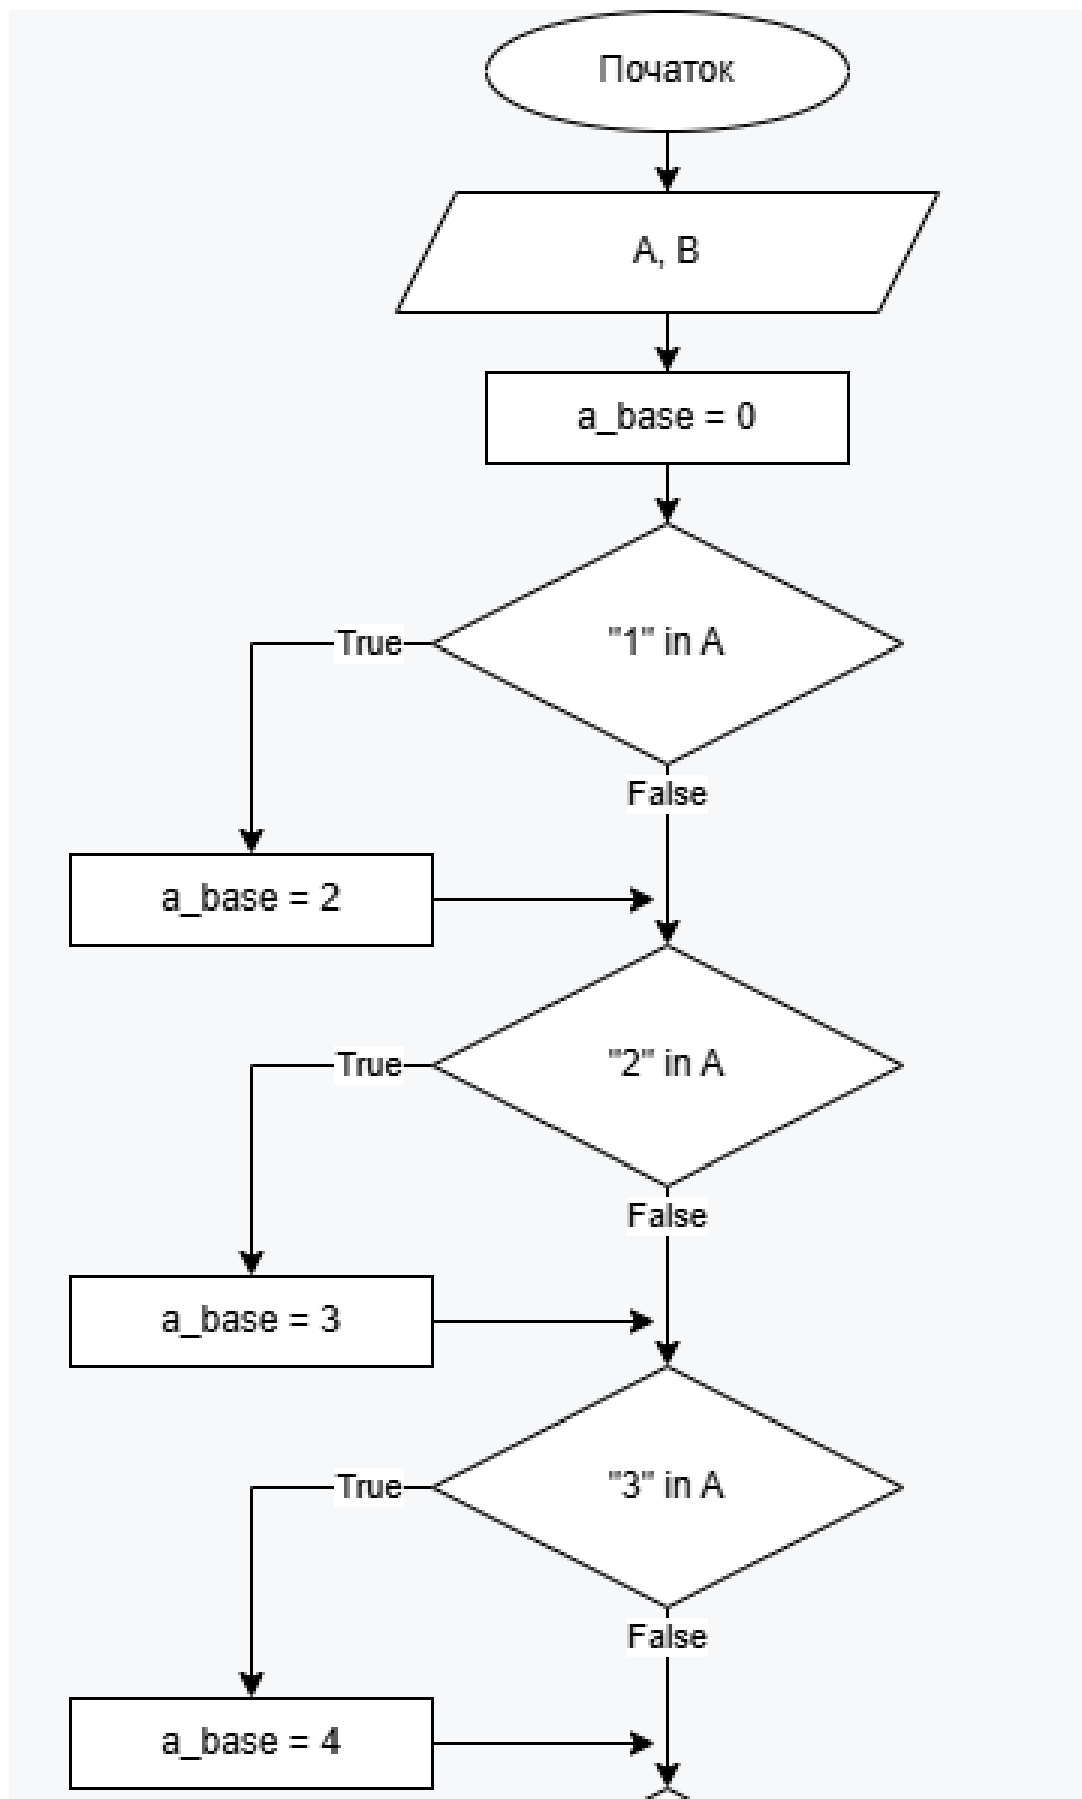 Початок
A, B
a_base = 0
"1" in A
True
False
a_base = 2
"2" in A
True
False
a_base = 3
"3" in A
True
False
a_base = 4